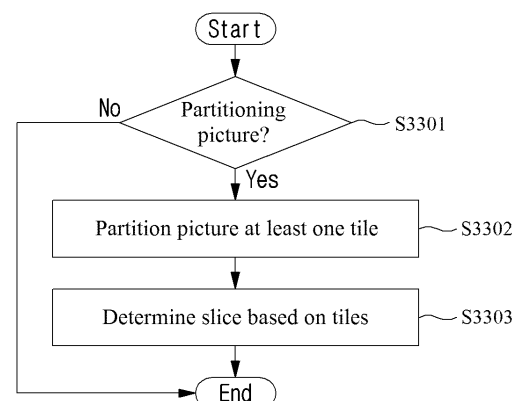 Start
No
Partitioning
picture?
S3301
Yes
Partition picture at least one tile
S3302
Determine slice based on tiles
S3303
End